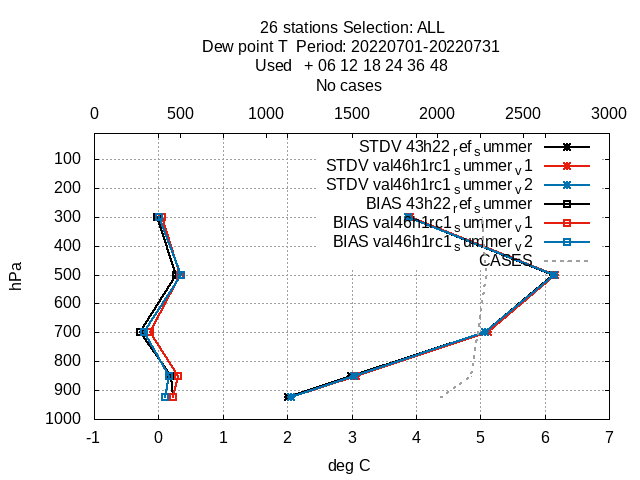 26 stations Selection: ALL
Dew point T  Period: 20220701-20220731
Used   + 06 12 18 24 36 48
No cases
0 500 1000 1500 2000 2500 3000
STDV 43h22_ref_summer
STDV val46h1rc1_summer_v1
STDV val46h1rc1_summer_v2
BIAS 43h22_ref_summer
BIAS val46h1rc1_summer_v1
BIAS val46h1rc1_summer_v2
CASES
100
200
300
400
500
600
700
800
900
1000
hPa
-1 0 1 2 3 4 5 6 7
deg C